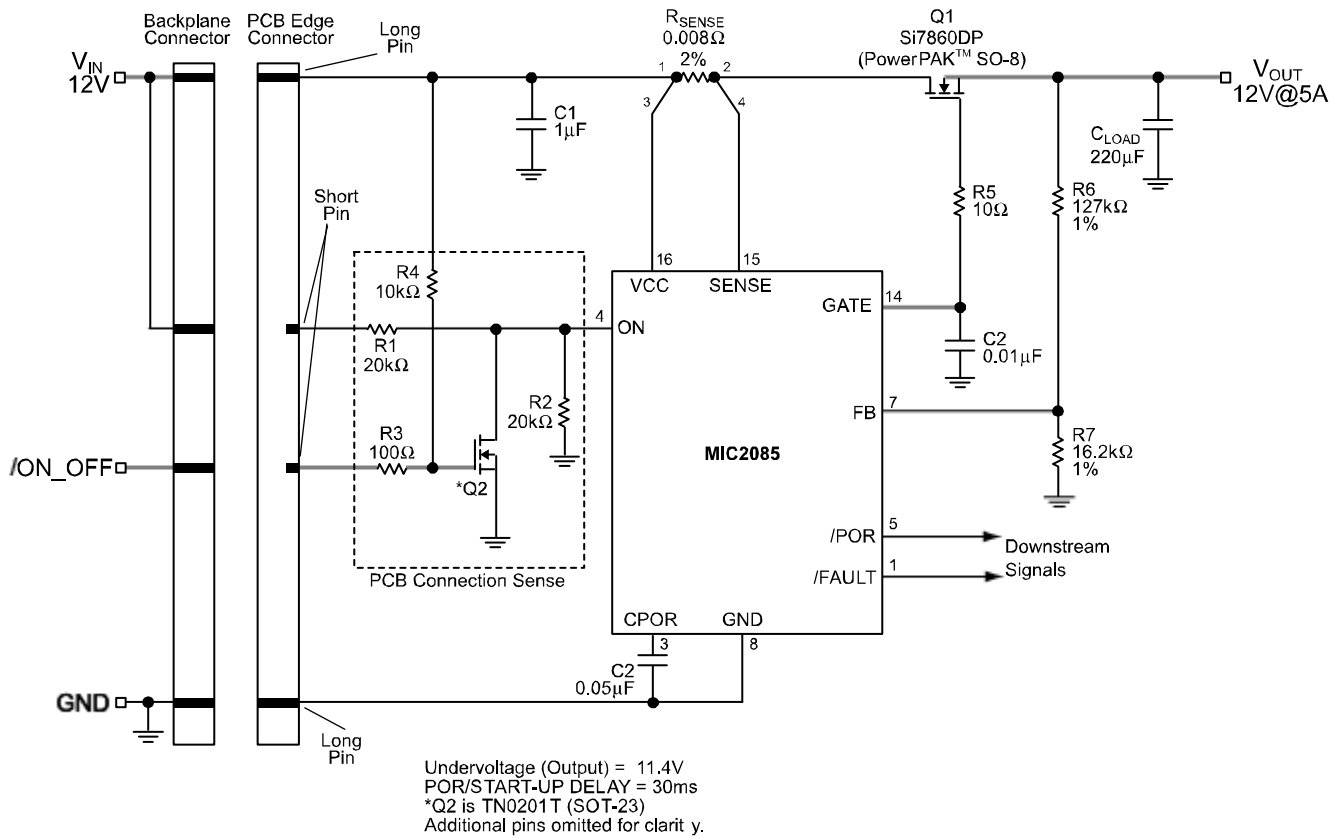 Backplane
Connector
PCB Edge
Connector
Long
Pin
RSENSE
0.008Ω
2%
Q1
Si7860DP
(PowerPAK™ SO-8)
VIN
12V
1
2
3
4
VOUT
12V@5A
C1
1µF
CLOAD
220µF
Short
Pin
R5
10Ω
R6
127kΩ
1%
R4
10kΩ
16
15
VCC
SENSE
GATE
14
4
ON
R1
20kΩ
C2
0.01µF
R2
20kΩ
FB
7
R3
100Ω
R7
16.2kΩ
1%
MIC2085
/ON_OFF
*Q2
/POR
5
Downstream
Signals
/FAULT
1
PCB Connection Sense
CPOR
GND
3
8
C2
0.05µF
GND
Long
Pin
Undervoltage (Output) = 11.4V
POR/START-UP DELAY = 30ms
*Q2 is TN0201T (SOT-23)
Additional pins omitted for clarit y.